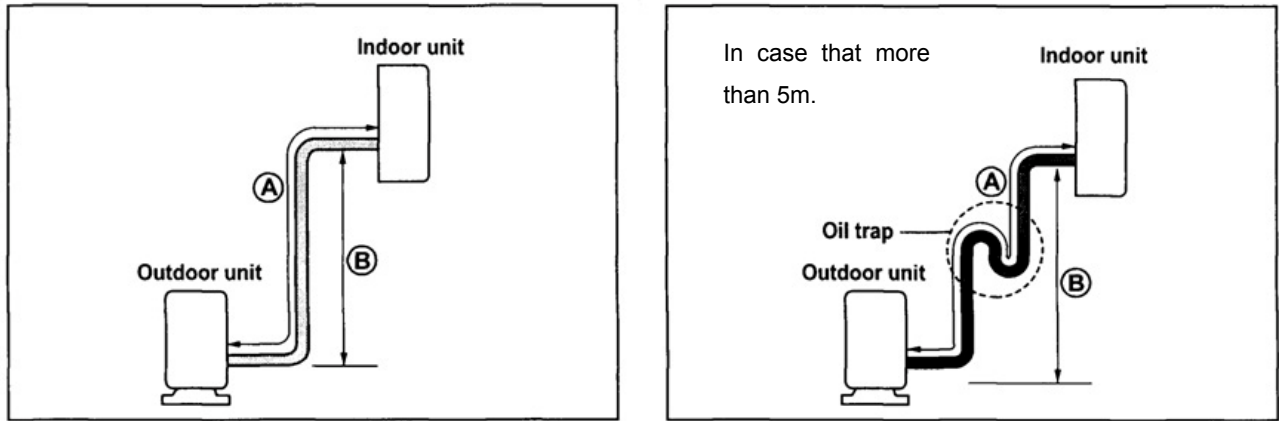 Indoor unit
A
B
Outdoor unit
In case that more
than 5m.
Indoor unit
A
Oil trap
Outdoor unit
B